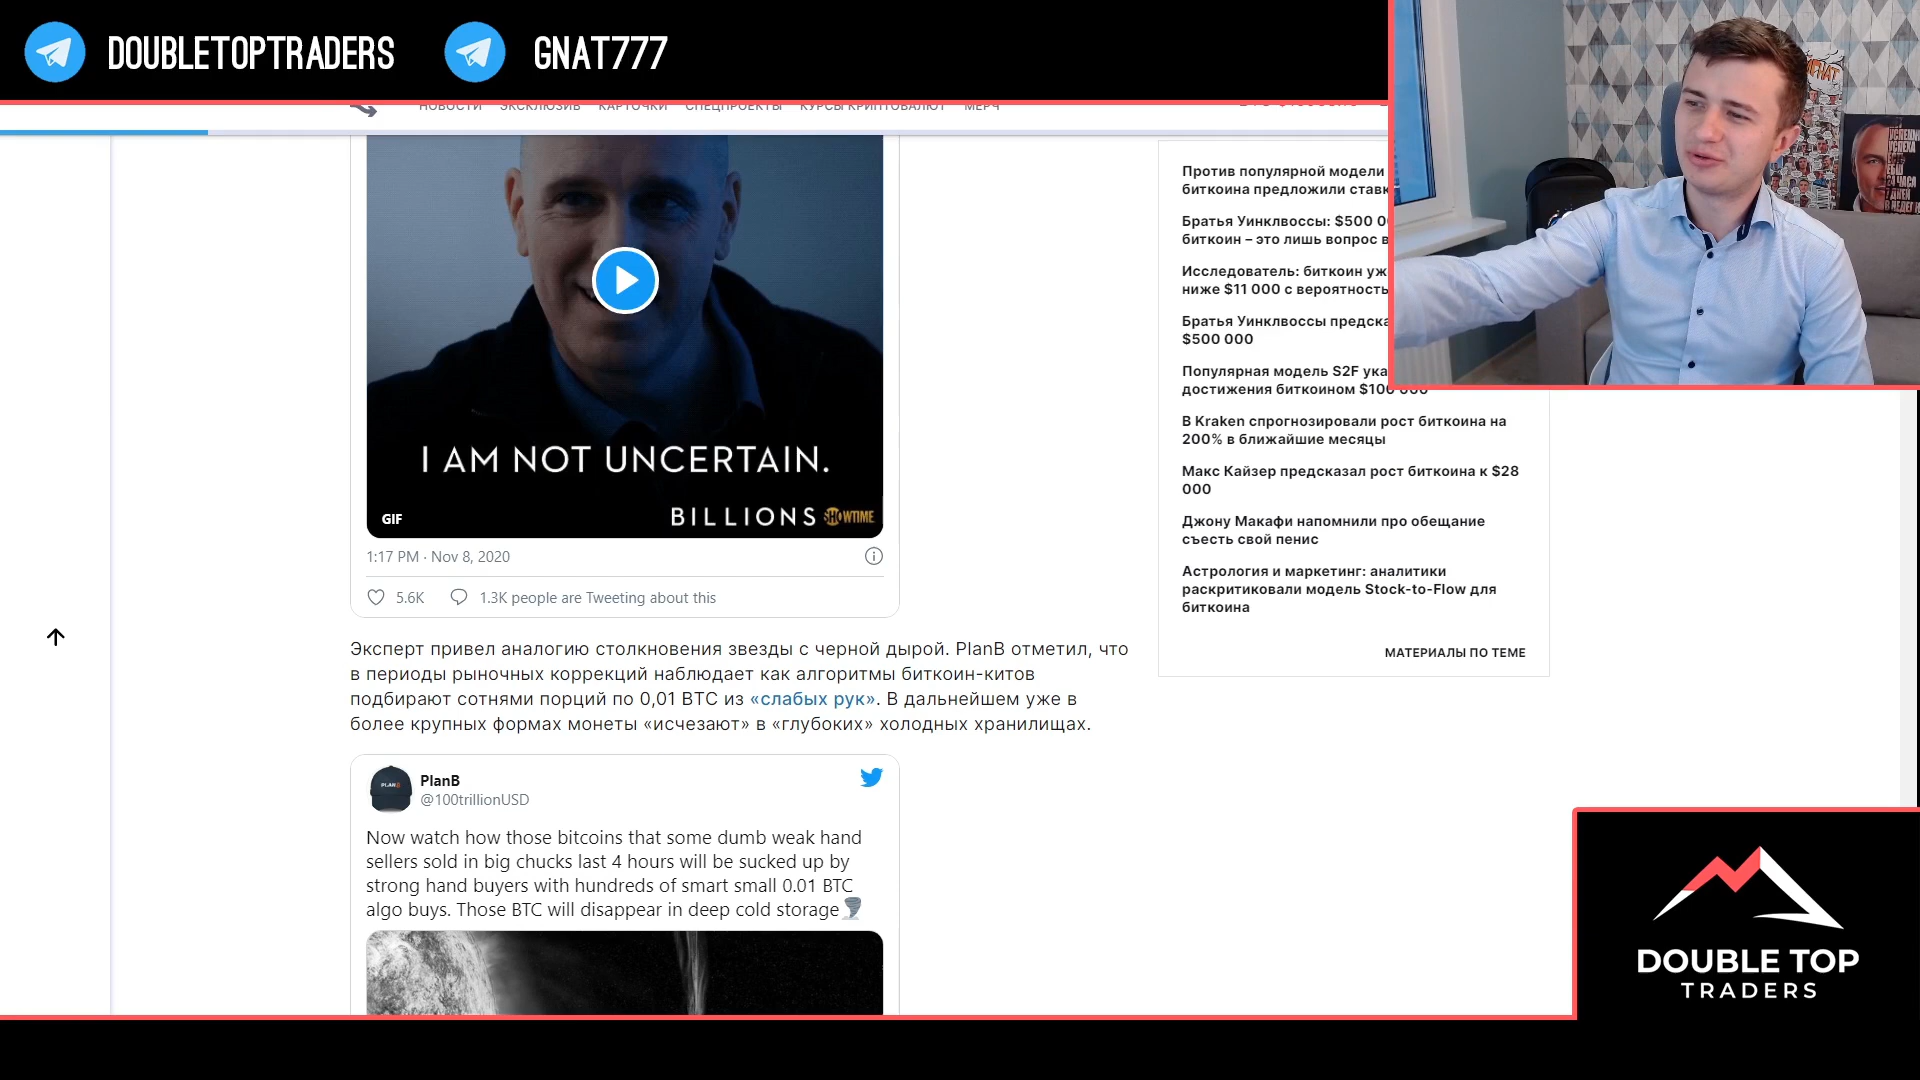 DOUBLETOPTRADERS
GNAT777
НОВОСТИ ЭКСКЛЮЗИВ КАРТОЧКИ СПЕЦПРОЕКТЫ КУРСЫ КРИПТОВАЛЮТ МЕРЧ
I AM NOT UNCERTAIN.
BILLIONS SHOWTIME
GIF
1:17 PM · Nov 8, 2020
5.6K 1.3K people are Tweeting about this
Эксперт привел аналогию столкновения звезды с черной дырой. PlanB отметил, что
в периоды рыночных коррекций наблюдает как алгоритмы биткоин-китов
подбирают сотнями порций по 0,01 BTC из «слабых рук». В дальнейшем уже в
более крупных формах монеты «исчезают» в «глубоких» холодных хранилищах.
PlanB
@100trillionUSD
Now watch how those bitcoins that some dumb weak hand
sellers sold in big chucks last 4 hours will be sucked up by
strong hand buyers with hundreds of smart small 0.01 BTC
algo buys. Those BTC will disappear in deep cold storage
Против популярной модели
биткоина предложили
Братья Уинклвоссы: $500
биткоин – это лишь вопрос
Исследователь: биткоин
ниже $11 000 с вероятность
Братья Уинклвоссы
$500 000
Популярная модель S2F
достижения биткоином $100 000
В Kraken спрогнозировали рост биткоина на
200% в ближайшие месяцы
Макс Кайзер предсказал рост биткоина к $28
000
Джону Макафи напомнили про обещание
съесть свой пенис
Астрология и маркетинг: аналитики
раскритиковали модель Stock-to-Flow для
биткоина
МАТЕРИАЛЫ ПО ТЕМЕ
DOUBLE TOP
TRADERS